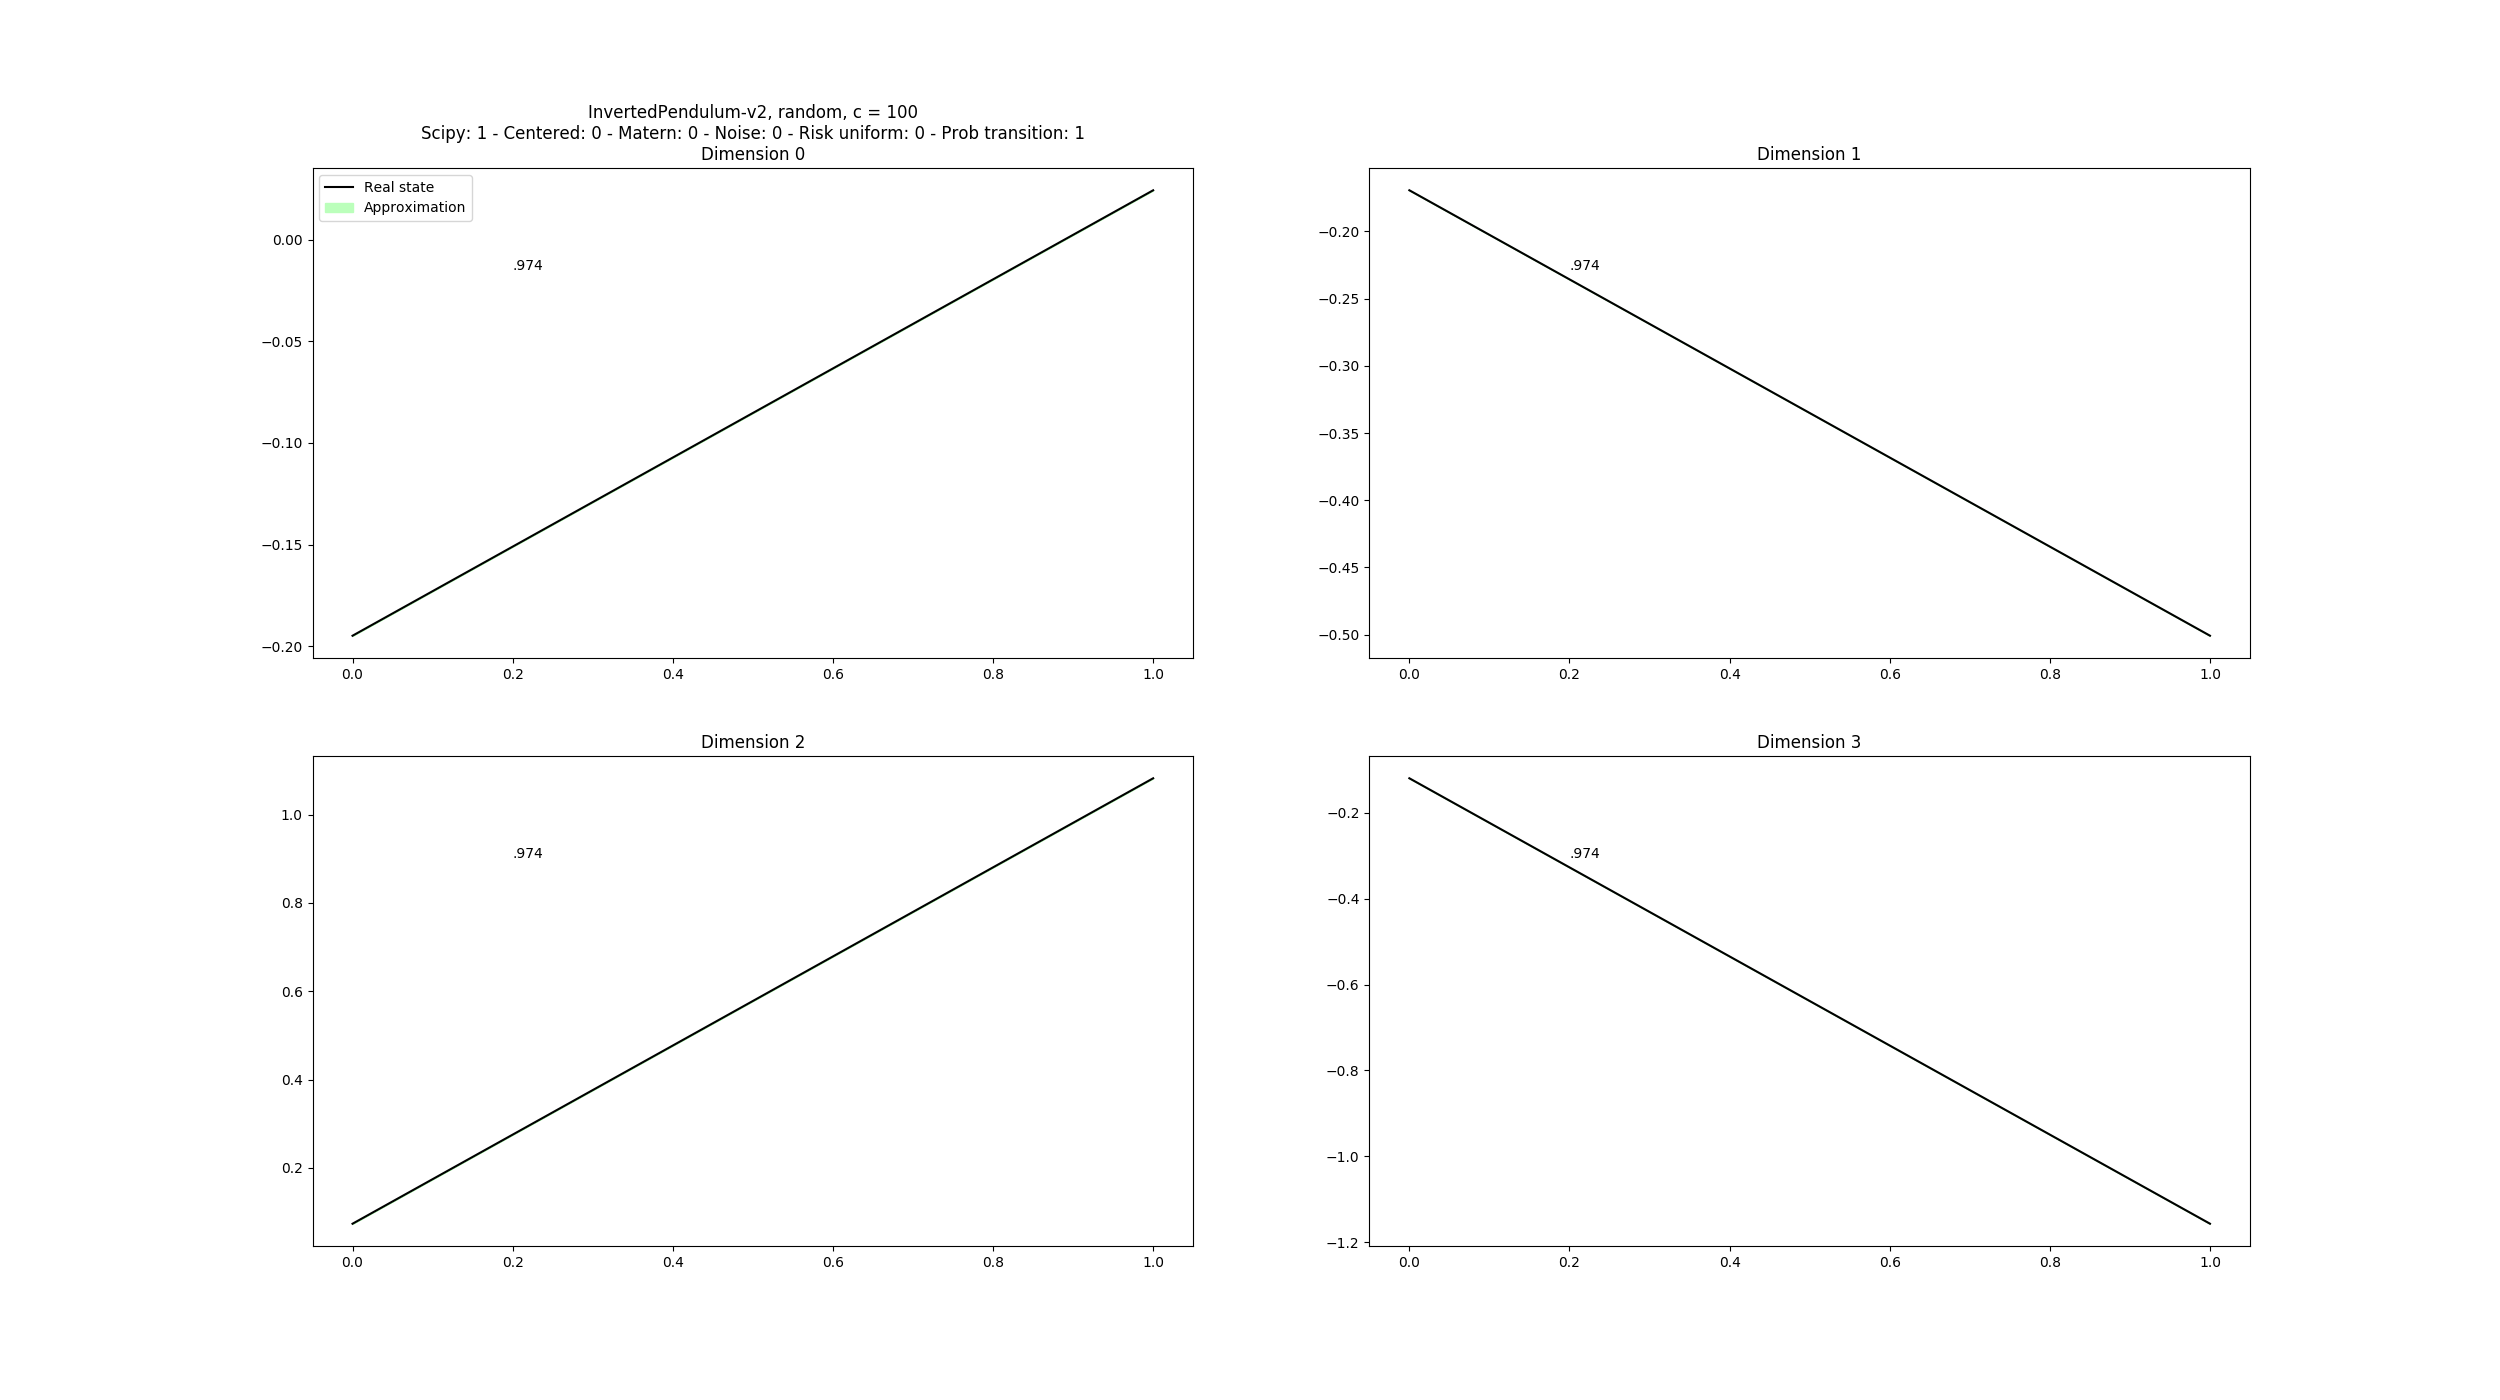 InvertedPendulum-v2, random, c = 100
Scipy: 1 - Centered: 0 - Matern: 0 - Noise: 0 - Risk uniform: 0 - Prob transition: 1
Dimension 0
Real state
Approximation
.974
0.00
−0.05
−0.10
−0.15
−0.20
0.0 0.2 0.4 0.6 0.8 1.0
Dimension 1
.974
−0.20
−0.25
−0.30
−0.35
−0.40
−0.45
−0.50
0.0 0.2 0.4 0.6 0.8 1.0
Dimension 2
.974
1.0
0.8
0.6
0.4
0.2
0.0 0.2 0.4 0.6 0.8 1.0
Dimension 3
.974
−0.2
−0.4
−0.6
−0.8
−1.0
−1.2
0.0 0.2 0.4 0.6 0.8 1.0